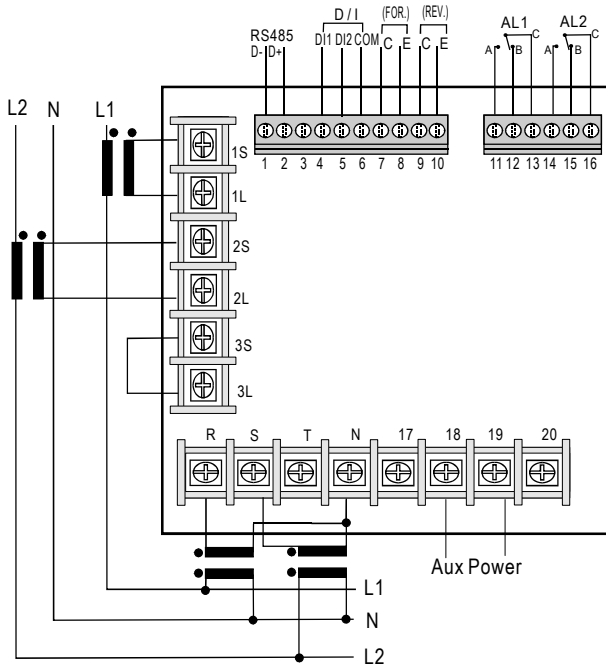 D / I (FOR.) (REV.) AL1 AL2
RS485
D- D+ DI1 DI2 COM C E C E A B C A B C
L2 N L1
1 2 3 4 5 6 7 8 9 10 11 12 13 14 15 16
1S
1L
2S
2L
3S
3L
R S T N 17 18 19 20
Aux Power
L1
N
L2